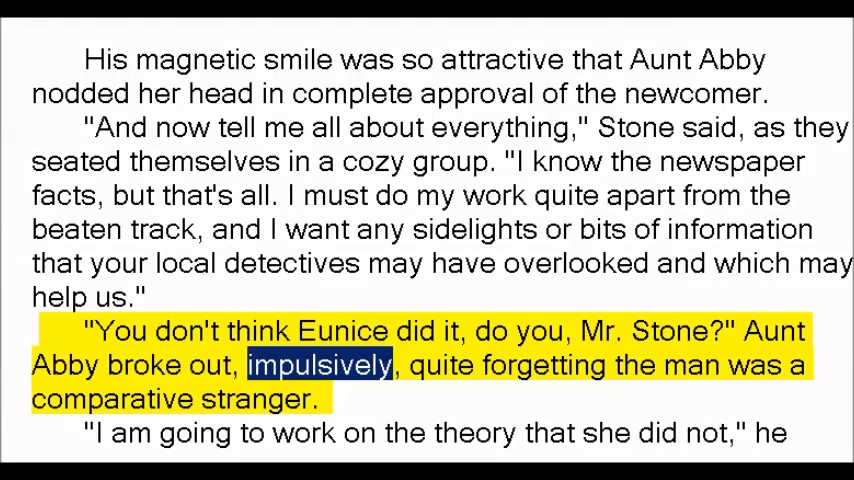 His magnetic smile was so attractive that Aunt Abby
nodded her head in complete approval of the newcomer.
"And now tell me all about everything," Stone said, as they
seated themselves in a cozy group. "I know the newspaper
facts, but that's all. I must do my work quite apart from the
beaten track, and I want any sidelights or bits of information
that your local detectives may have overlooked and which may
help us."
"You don't think Eunice did it, do you, Mr. Stone?" Aunt
Abby broke out, impulsively, quite forgetting the man was a
comparative stranger.
"I am going to work on the theory that she did not," he